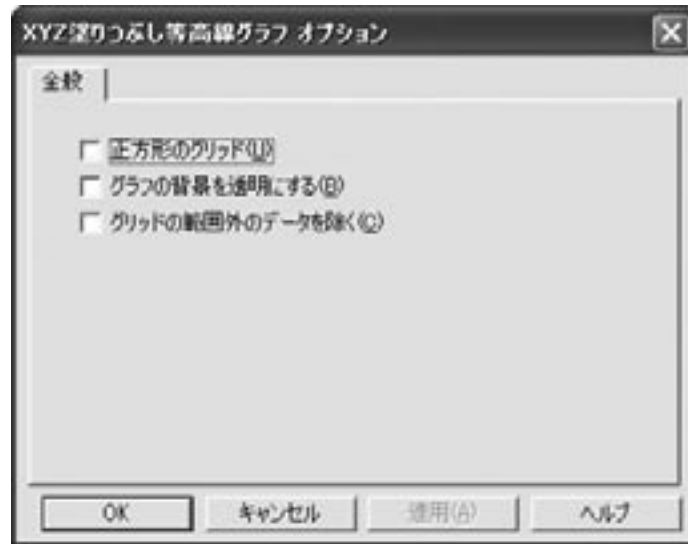 XYZ塗りつぶし等高線グラフ オプション
全般
正方形のグリッド(U)
グラフの背景を透明にする(B)
グリッドの範囲外のデータを除く(C)
OK キャンセル 適用(A) ヘルプ